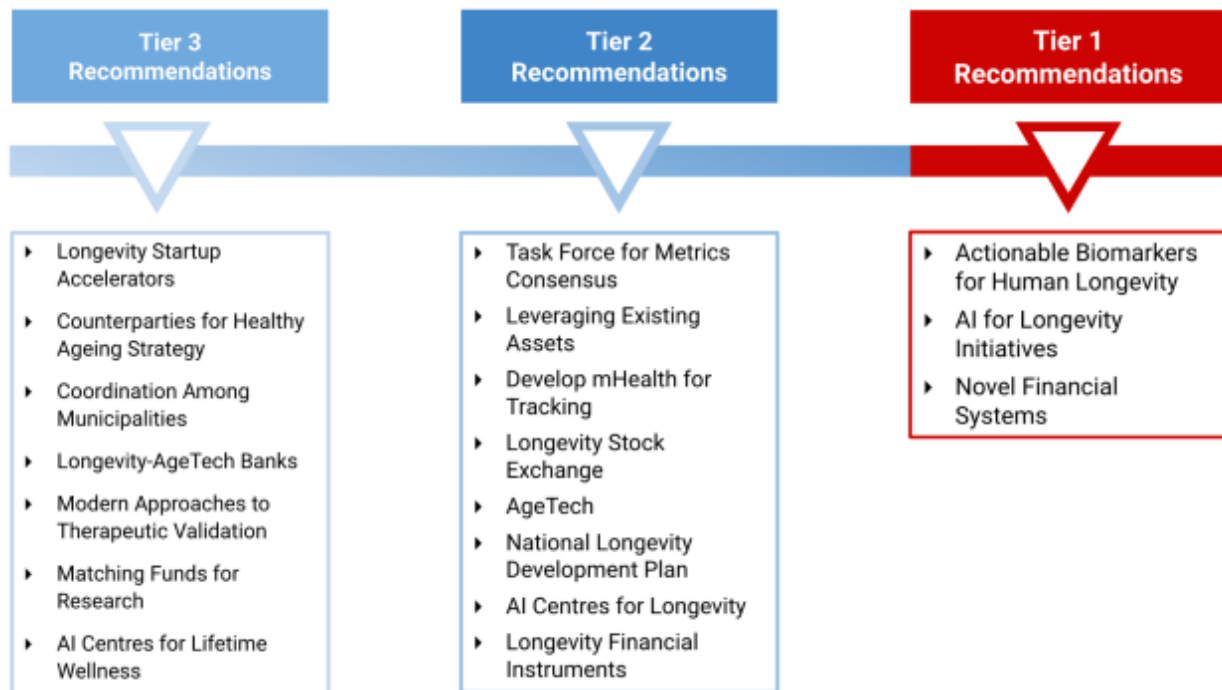 Tier 3
Recommendations
Longevity Startup
Accelerators
Counterparties for Healthy
Ageing Strategy
Coordination Among
Municipalities
Longevity-AgeTech Banks
Modern Approaches to
Therapeutic Validation
Matching Funds for
Research
AI Centres for Lifetime
Wellness
Tier 2
Recommendations
Task Force for Metrics
Consensus
Leveraging Existing
Assets
Develop mHealth for
Tracking
Longevity Stock
Exchange
AgeTech
National Longevity
Development Plan
AI Centres for Longevity
Longevity Financial
Instruments
Tier 1
Recommendations
Actionable Biomarkers
for Human Longevity
AI for Longevity
Initiatives
Novel Financial
Systems